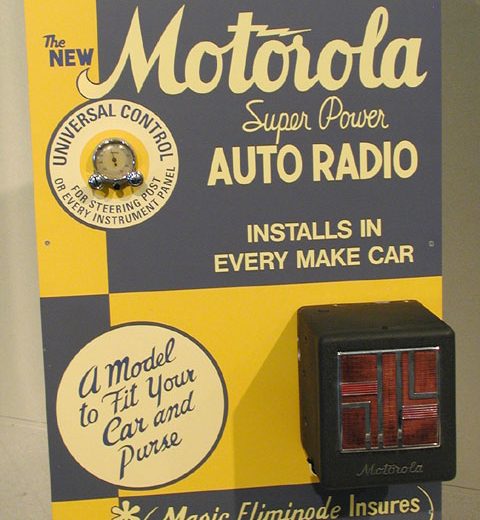 The
NEW
Motorola
Super Power
AUTO RADIO
UNIVERSAL CONTROL
FOR STEERING POST
OR EVERY INSTRUMENT PANEL
INSTALLS IN
EVERY MAKE CAR
A Model
to Fit Your
Car and
Purse
Motorola
* (Magic Eliminode Insures